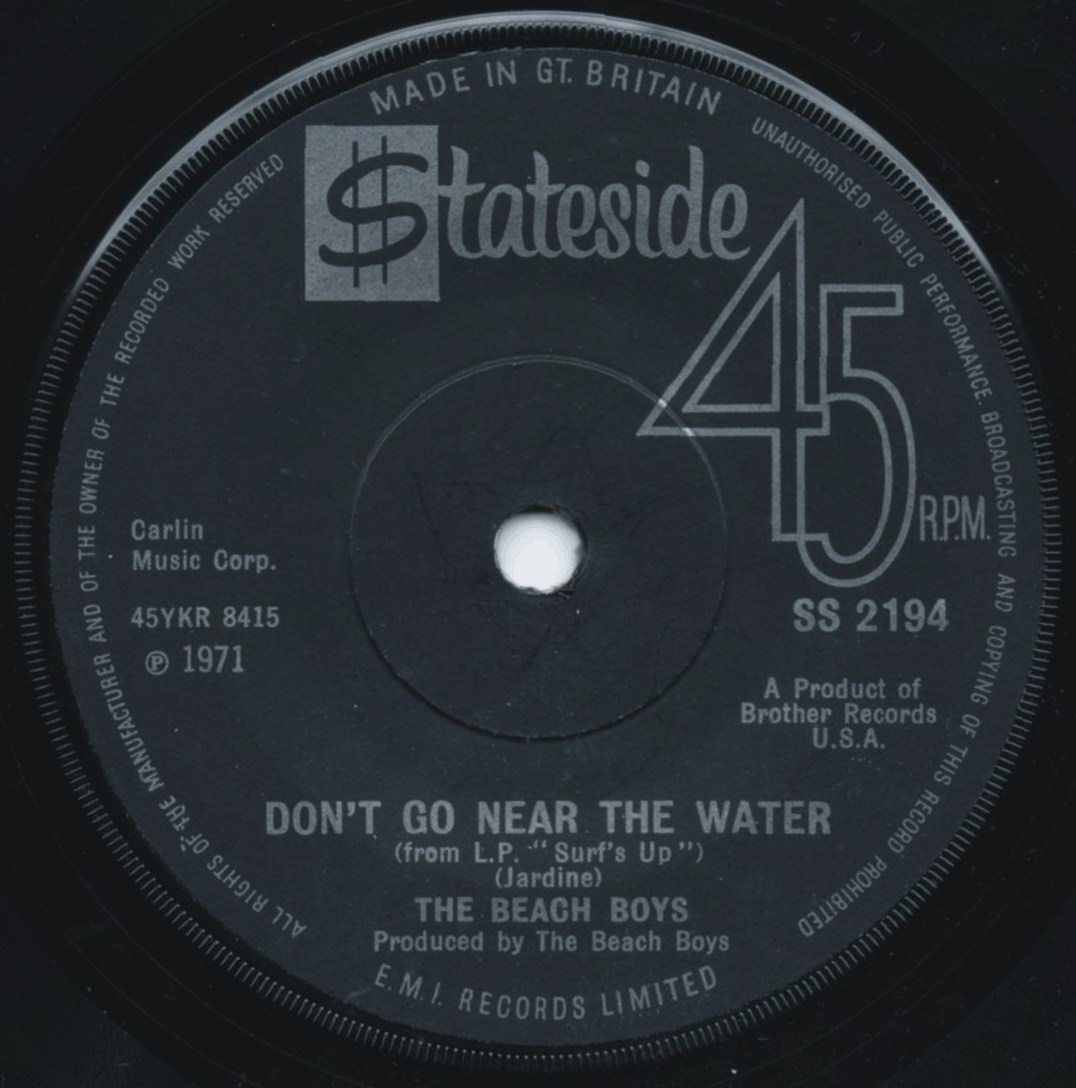 MADE IN GT. BRITAIN
Stateside
45
R.P.M.
UNAUTHORISED PUBLIC PERFORMANCE, BROADCASTING AND COPYING OF THIS RECORD PROHIBITED
ALL RIGHTS OF THE MANUFACTURER AND OF THE OWNER OF THE RECORDED WORK RESERVED
Carlin
Music Corp.
45YKR 8415
℗ 1971
SS 2194
A Product of
Brother Records
U.S.A.
DON'T GO NEAR THE WATER
(from L.P. "Surf's Up")
(Jardine)
THE BEACH BOYS
Produced by The Beach Boys
E.M.I. RECORDS LIMITED